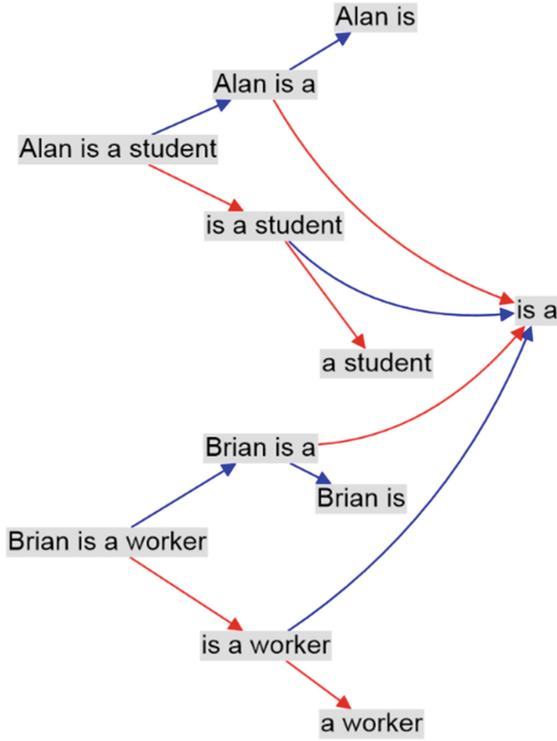 Alan is
Alan is a
Alan is a student
is a student
is a
a student
Brian is a
Brian is
Brian is a worker
is a worker
a worker